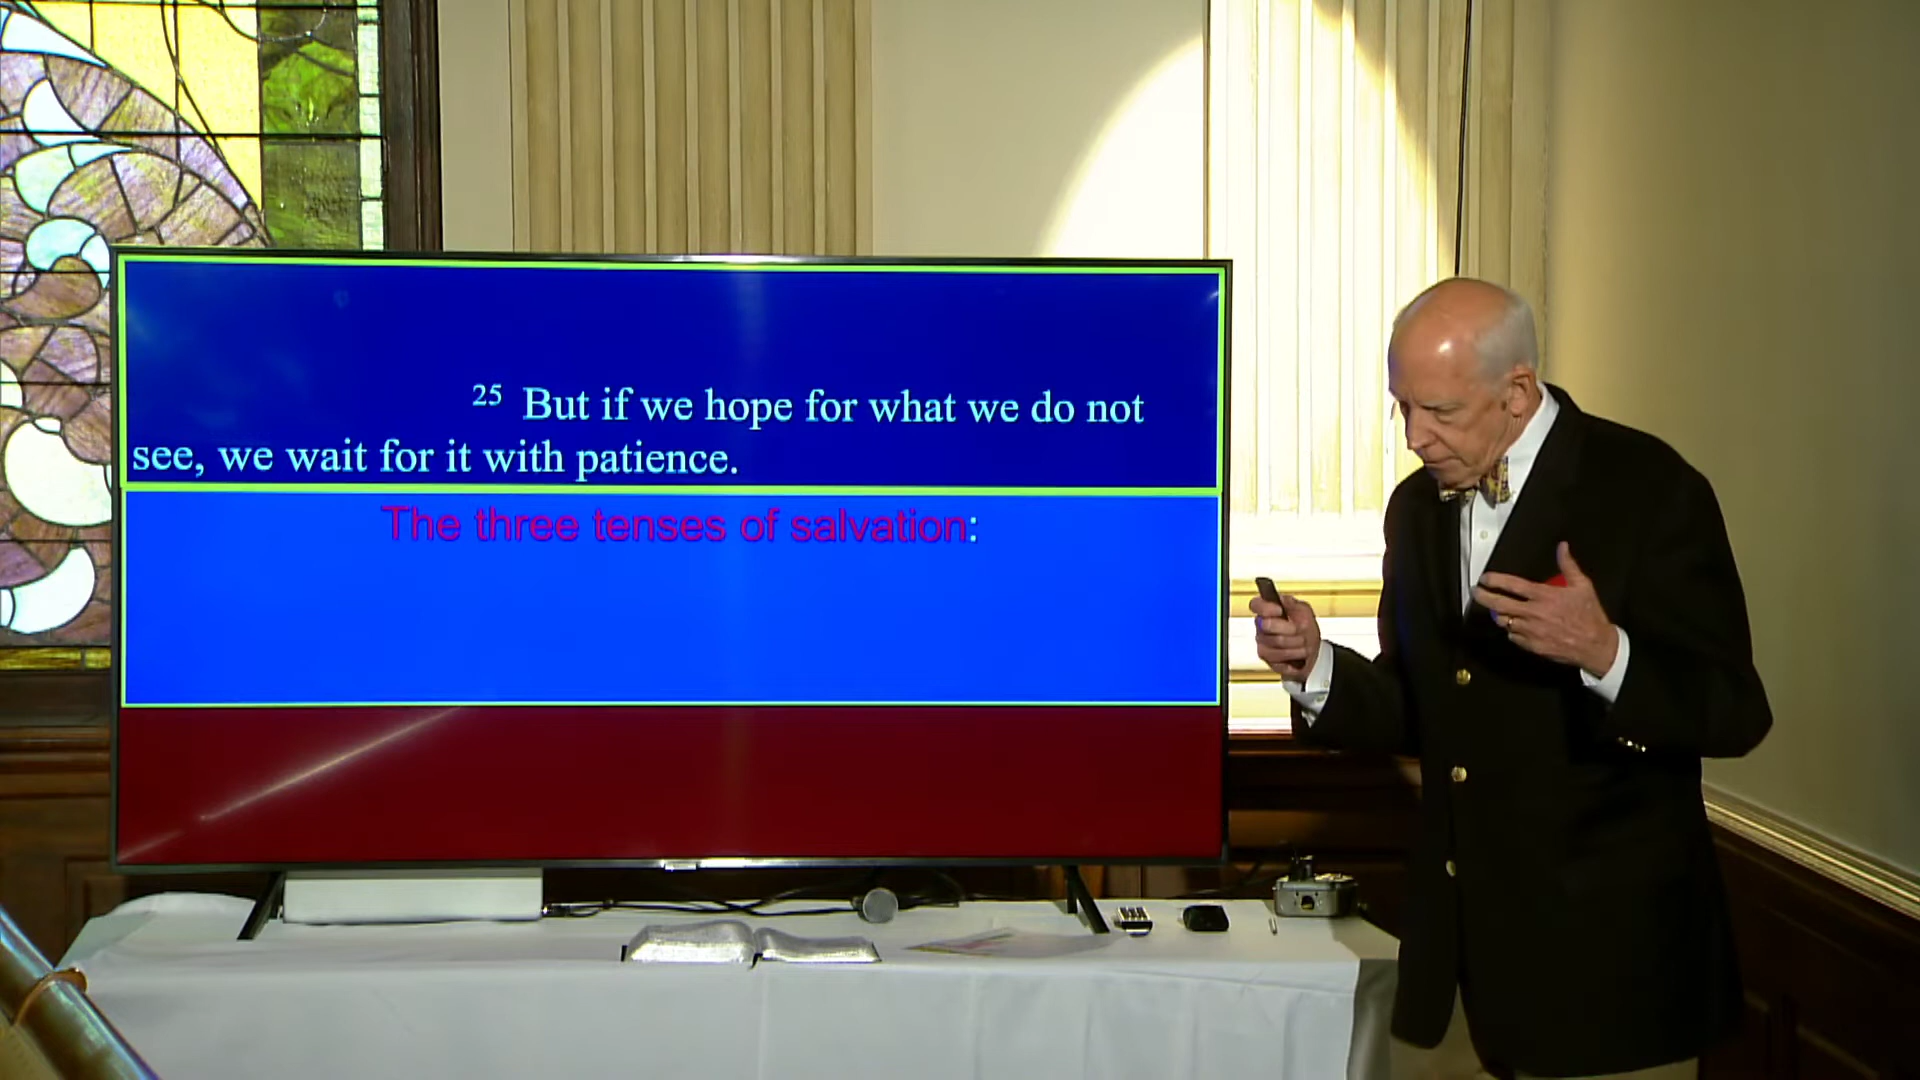 25 But if we hope for what we do not
see, we wait for it with patience.
The three tenses of salvation: